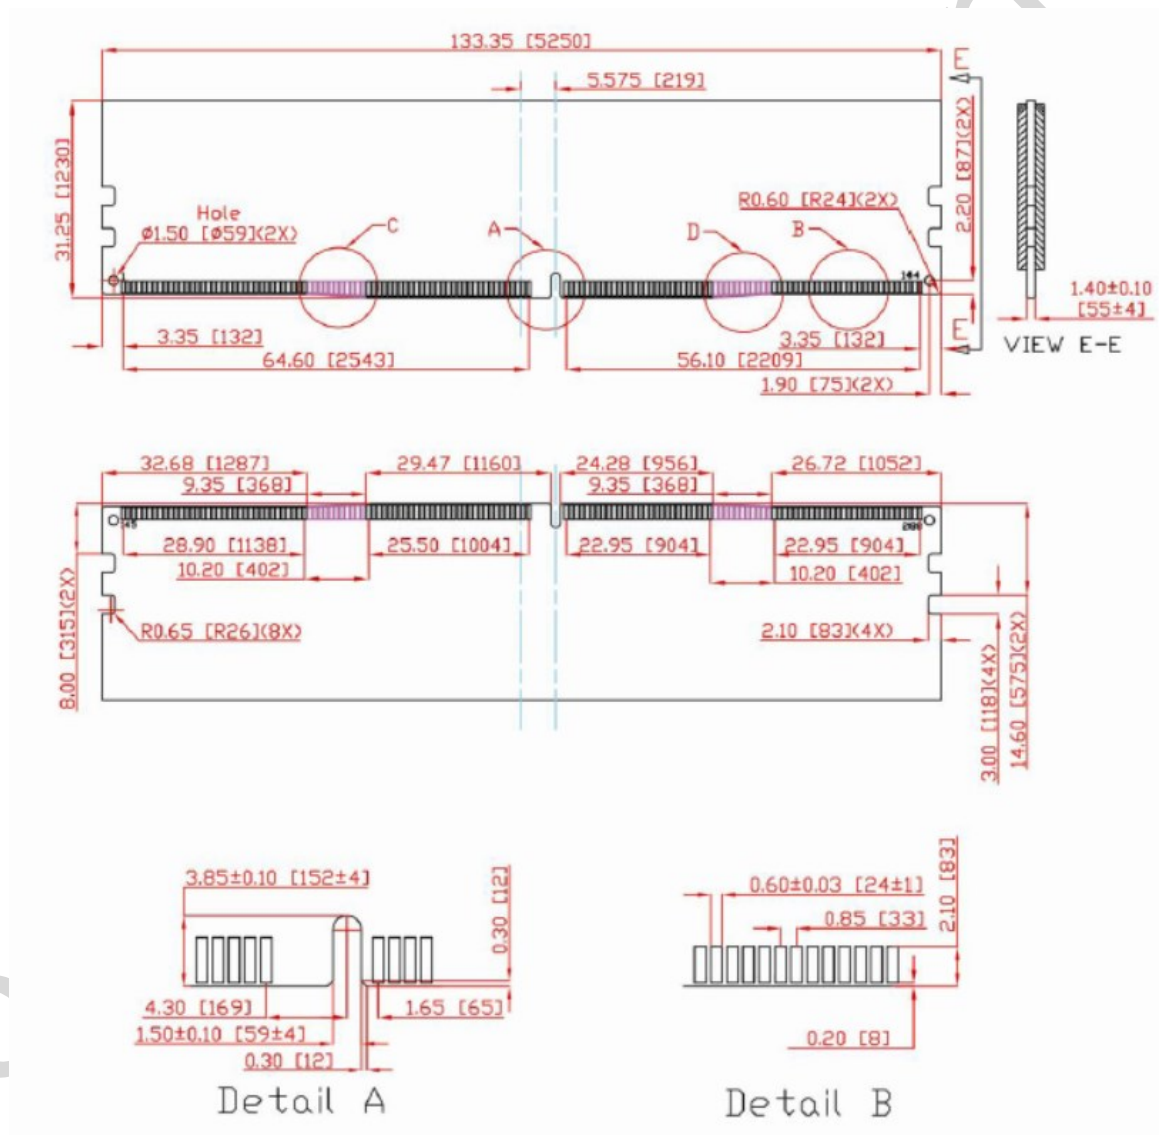 133.35 [5250]
5.575 [219]
E
31.25 [1230]
2.20 [87](2X)
Hole
ø1.50 [ø59](2X)
C
A
D
B
R0.60 [R24](2X)
1
144
1.40±0.10
[55±4]
3.35 [132]
3.35 [132]
E
VIEW E-E
64.60 [2543]
56.10 [2209]
1.90 [75](2X)
32.68 [1287]
29.47 [1160]
24.28 [956]
26.72 [1052]
9.35 [368]
9.35 [368]
145
288
28.90 [1138]
25.50 [1004]
22.95 [904]
22.95 [904]
10.20 [402]
10.20 [402]
8.00 [315](2X)
R0.65 [R26](8X)
2.10 [83](4X)
3.00 [118](4X)
14.60 [575](2X)
3.85±0.10 [152±4]
0.30 [12]
0.60±0.03 [24±1]
2.10 [83]
0.85 [33]
4.30 [169]
1.65 [65]
1.50±0.10 [59±4]
0.20 [8]
0.30 [12]
Detail A
Detail B